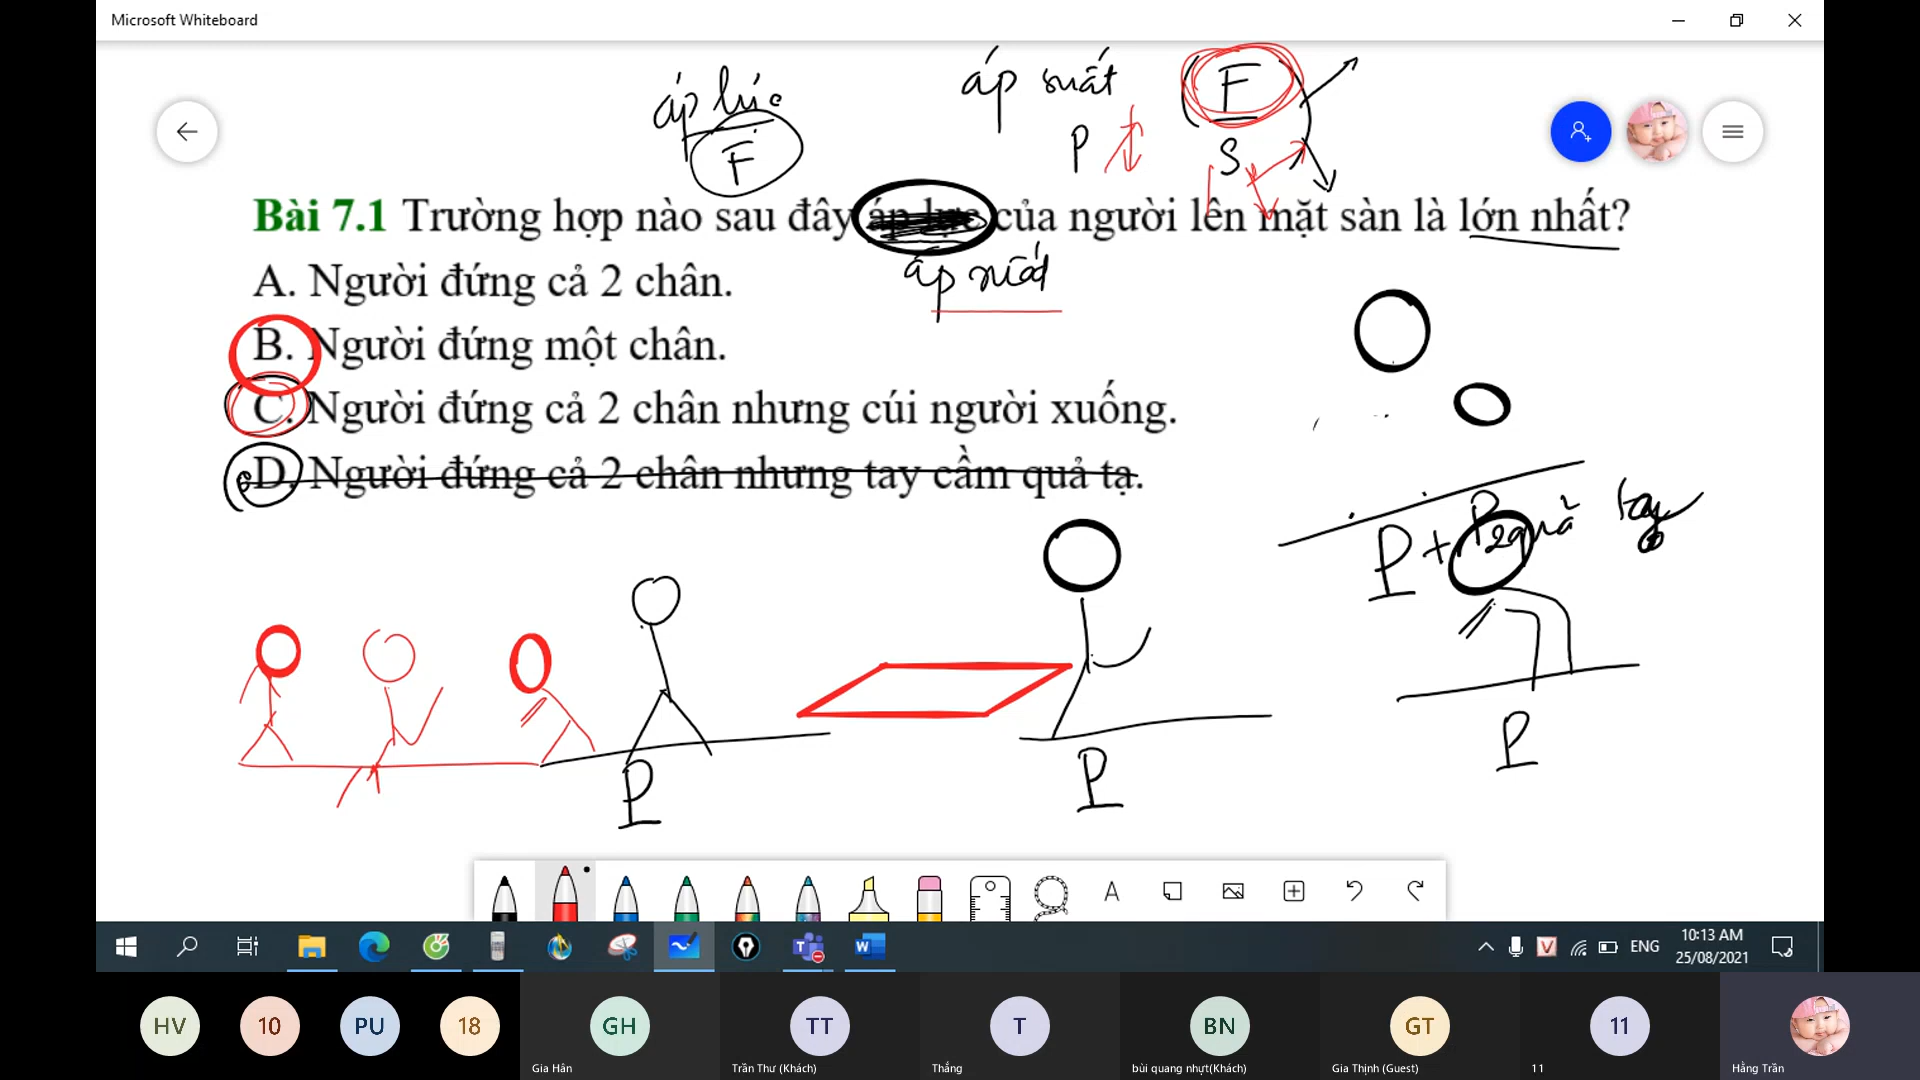 Microsoft Whiteboard
áp lực
F
áp suất
P
F
S
Bài 7.1 Trường hợp nào sau đây áp lực của người lên mặt sàn là lớn nhất?
áp suất
A. Người đứng cả 2 chân.
B. Người đứng một chân.
C. Người đứng cả 2 chân nhưng cúi người xuống.
D. Người đứng cả 2 chân nhưng tay cầm quả tạ.
P + P quả tạ
P
P
P
A
ENG
10:13 AM
25/08/2021
HV
10
PU
18
GH
Gia Hân
TT
Trần Thư (Khách)
T
Thắng
BN
bùi quang nhựt(Khách)
GT
Gia Thịnh (Guest)
11
11
Hằng Trần